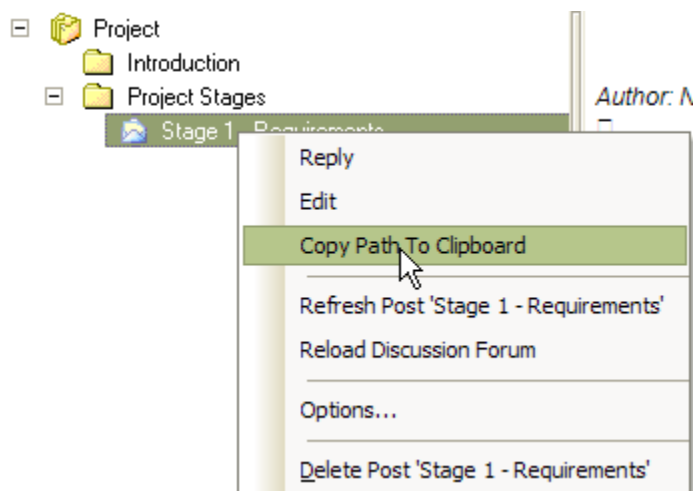 Project
Introduction
Project Stages
Author: N
Stage 1 - Requirements
Reply
Edit
Copy Path To Clipboard
Refresh Post 'Stage 1 - Requirements'
Reload Discussion Forum
Options...
Delete Post 'Stage 1 - Requirements'